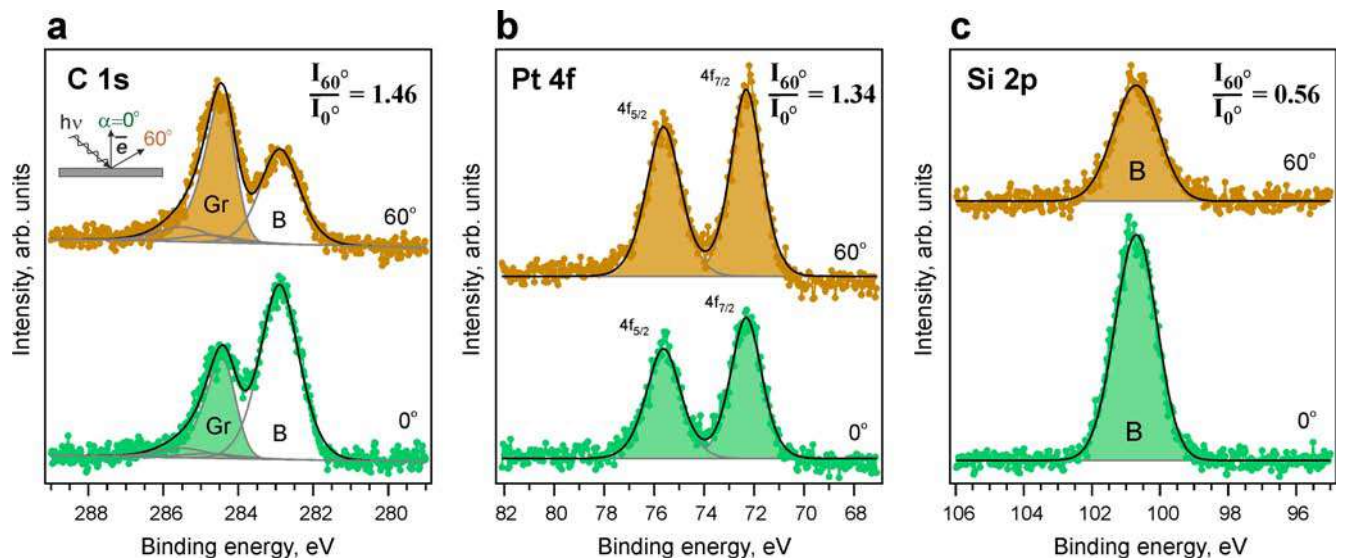 a
C 1s
I60° / I0° = 1.46
hν
α=0°
60°
e̅
Gr
B
60°
Gr
B
0°
Intensity, arb. units
288 286 284 282 280
Binding energy, eV
b
Pt 4f
I60° / I0° = 1.34
4f5/2
4f7/2
60°
4f5/2
4f7/2
0°
Intensity, arb. units
82 80 78 76 74 72 70 68
Binding energy, eV
c
Si 2p
I60° / I0° = 0.56
60°
B
0°
B
Intensity, arb. units
106 104 102 100 98 96
Binding energy, eV